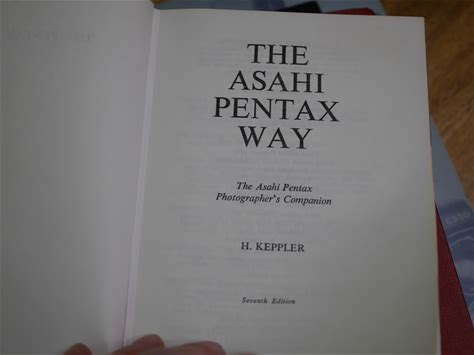 THE
ASAHI
PENTAX
WAY
The Asahi Pentax
Photographer's Companion
H. KEPPLER
Seventh Edition